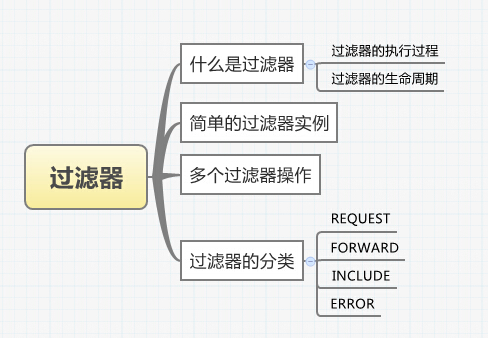 过滤器
什么是过滤器
过滤器的执行过程
过滤器的生命周期
简单的过滤器实例
多个过滤器操作
过滤器的分类
REQUEST
FORWARD
INCLUDE
ERROR